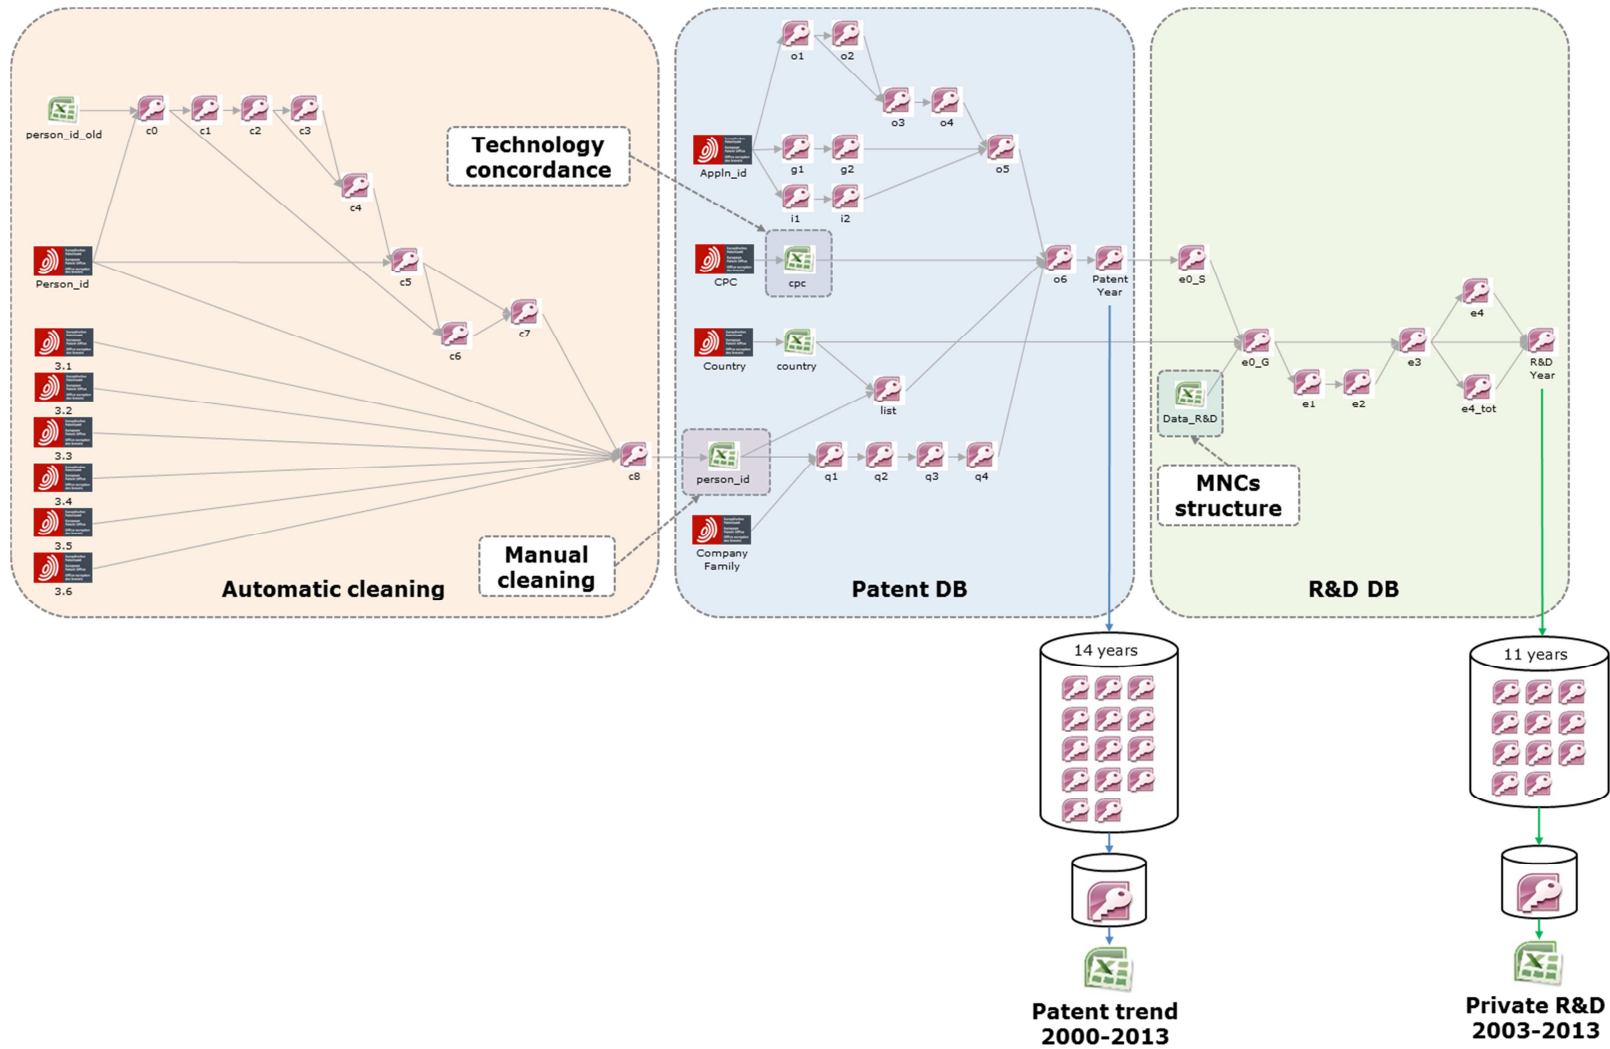 person_id_old
c0
c1
c2
c3
c4
Person_id
c5
c6
c7
3.1
3.2
3.3
3.4
3.5
3.6
c8
Automatic cleaning
Technology
concordance
Manual
cleaning
o1
o2
o3
o4
Appln_id
g1
g2
o5
i1
i2
CPC
cpc
o6
Patent
Year
Country
country
list
person_id
q1
q2
q3
q4
Company
Family
Patent DB
e0_S
e0_G
Data_R&D
e1
e2
e3
e4
e4_tot
R&D
Year
MNCs
structure
R&D DB
14 years
Patent trend
2000-2013
11 years
Private R&D
2003-2013